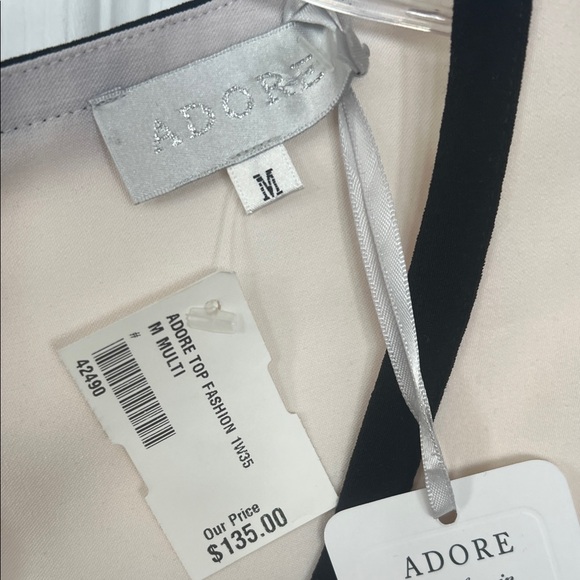 ADORE
M
ADORE TOP FASHION 1W35
M MULTI
#
42490
Our Price
$135.00
ADORE